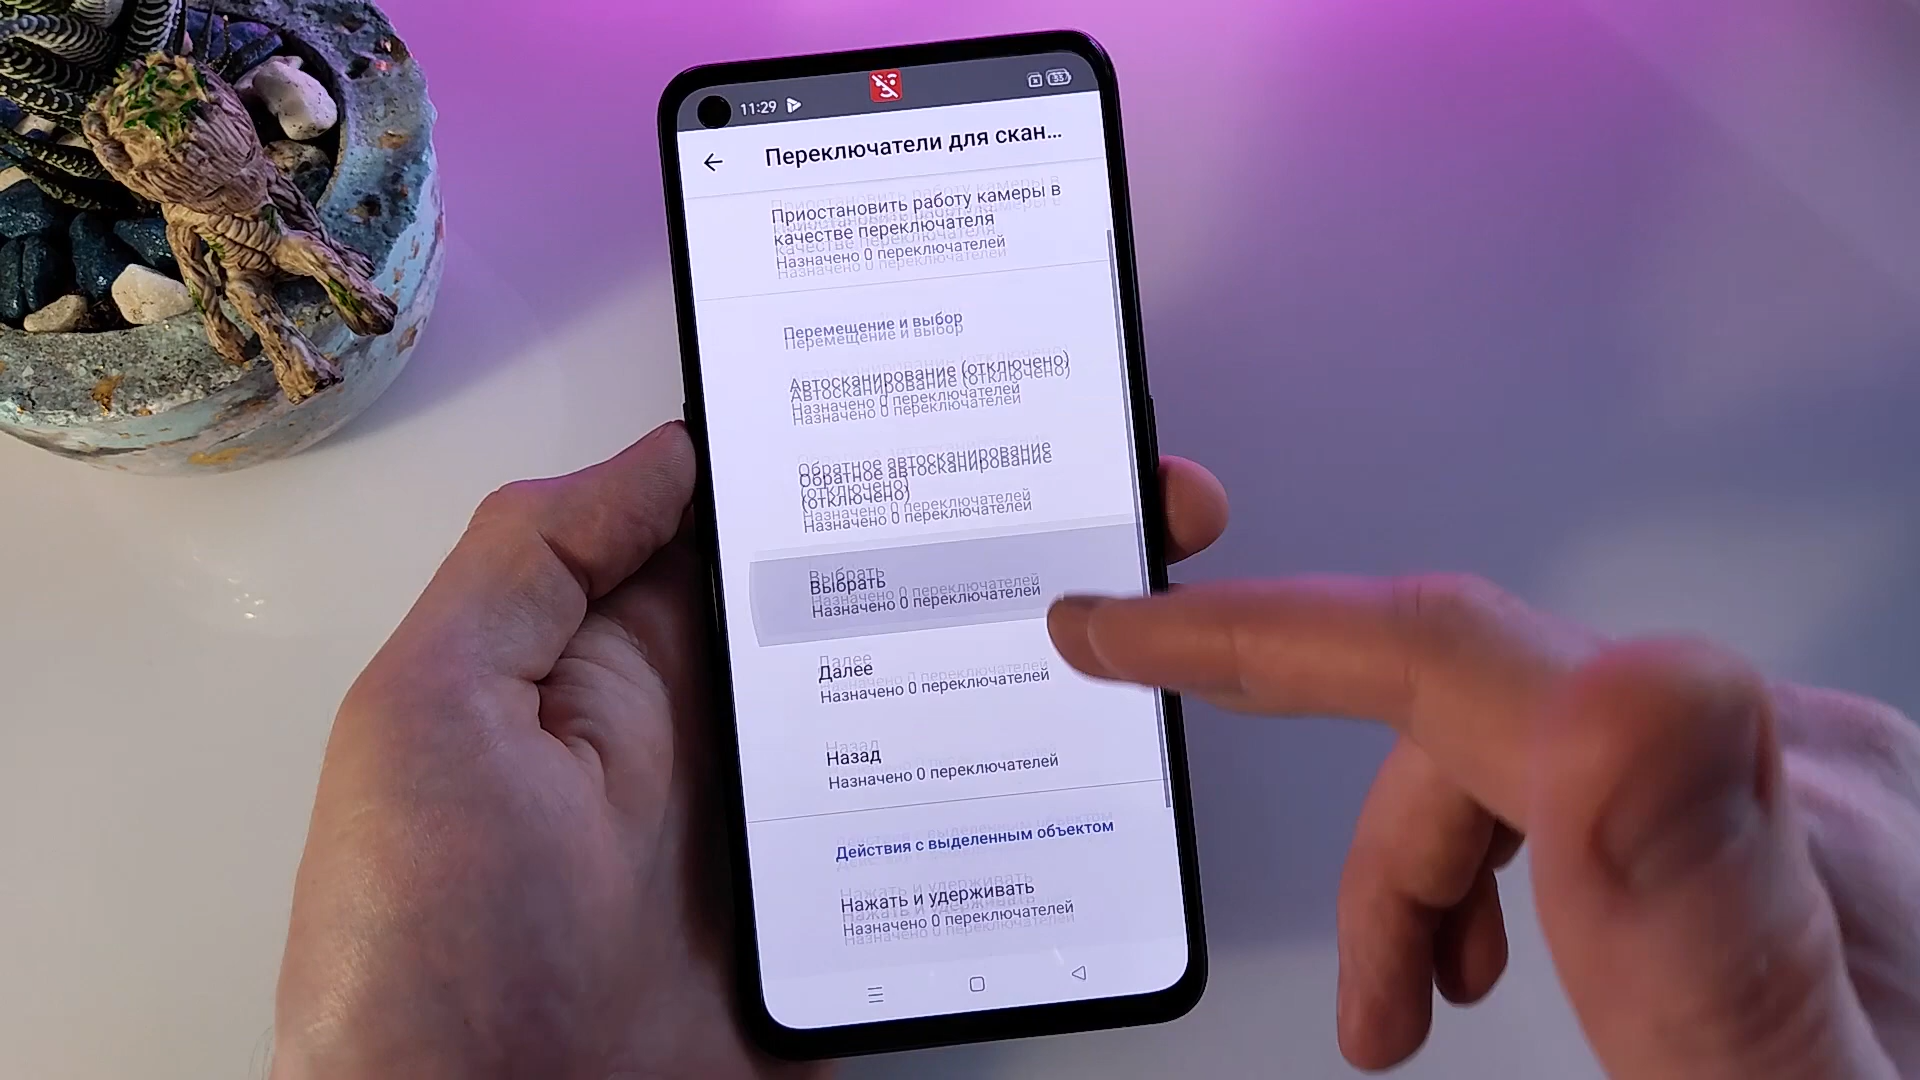 11:29
33
Переключатели для скан...
Приостановить работу камеры в
качестве переключателя
Назначено 0 переключателей
Перемещение и выбор
Автосканирование (отключено)
Назначено 0 переключателей
Обратное автосканирование
(отключено)
Назначено 0 переключателей
Выбрать
Назначено 0 переключателей
Далее
Назначено 0 переключателей
Назад
Назначено 0 переключателей
Действия с выделенным объектом
Нажать и удерживать
Назначено 0 переключателей